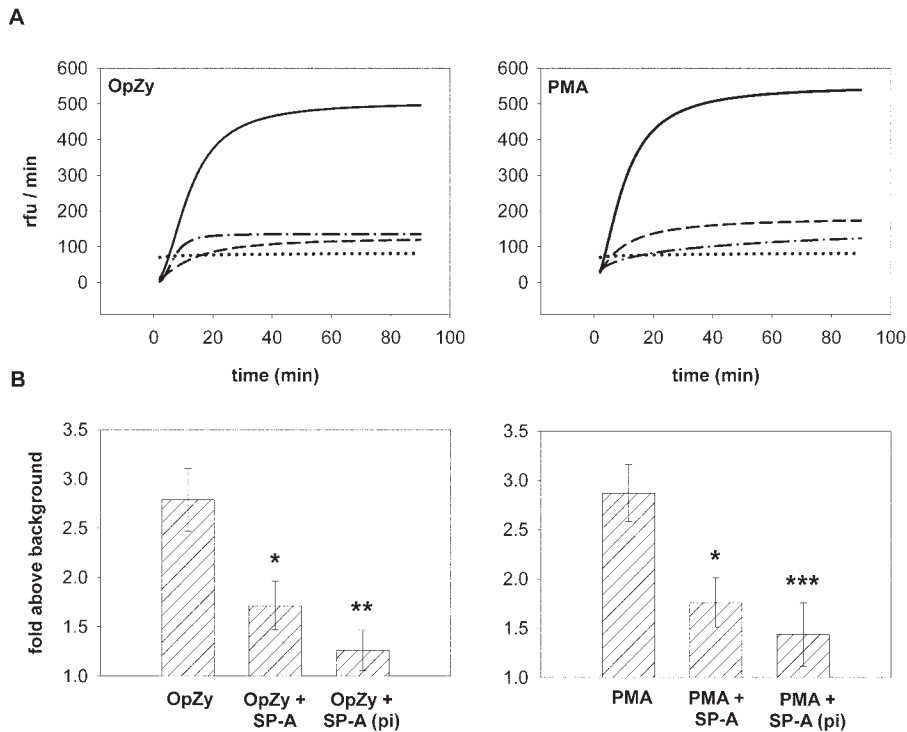 A
OpZy
PMA
rfu / min
600
500
400
300
200
100
0
600
500
400
300
200
100
0
0 20 40 60 80 100
0 20 40 60 80 100
time (min)
time (min)
B
fold above background
3.5
3.0
2.5
2.0
1.5
1.0
3.5
3.0
2.5
2.0
1.5
1.0
*
**
*
***
OpZy
OpZy +
SP-A
OpZy +
SP-A (pi)
PMA
PMA +
SP-A
PMA +
SP-A (pi)